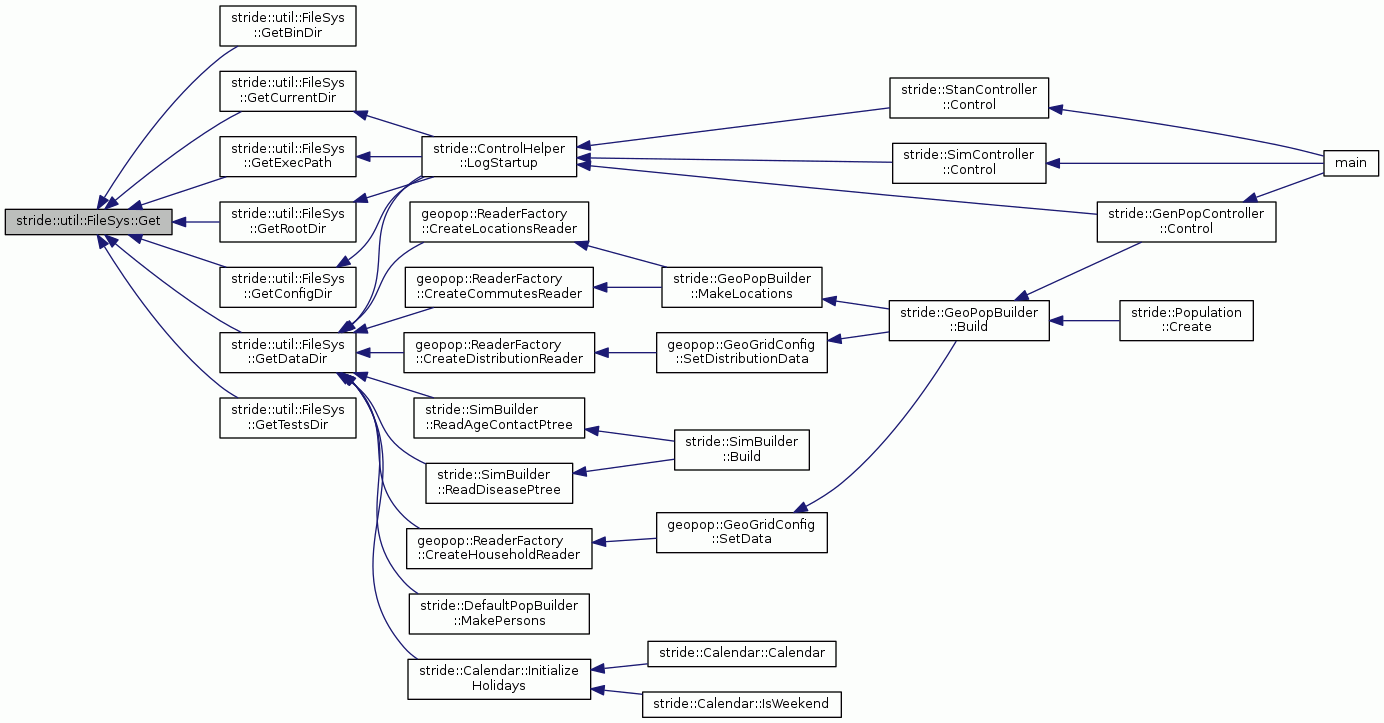 stride::util::FileSys
::GetBinDir
stride::util::FileSys
::GetCurrentDir
stride::util::FileSys
::GetExecPath
stride::util::FileSys::Get
stride::util::FileSys
::GetRootDir
stride::util::FileSys
::GetConfigDir
stride::util::FileSys
::GetDataDir
stride::util::FileSys
::GetTestsDir
stride::ControlHelper
::LogStartup
geopop::ReaderFactory
::CreateLocationsReader
geopop::ReaderFactory
::CreateCommutesReader
geopop::ReaderFactory
::CreateDistributionReader
stride::SimBuilder
::ReadAgeContactPtree
stride::SimBuilder
::ReadDiseasePtree
geopop::ReaderFactory
::CreateHouseholdReader
stride::DefaultPopBuilder
::MakePersons
stride::Calendar::Initialize
Holidays
stride::GeoPopBuilder
::MakeLocations
geopop::GeoGridConfig
::SetDistributionData
stride::SimBuilder
::Build
geopop::GeoGridConfig
::SetData
stride::Calendar::Calendar
stride::Calendar::IsWeekend
stride::StanController
::Control
stride::SimController
::Control
stride::GeoPopBuilder
::Build
stride::GenPopController
::Control
stride::Population
::Create
main